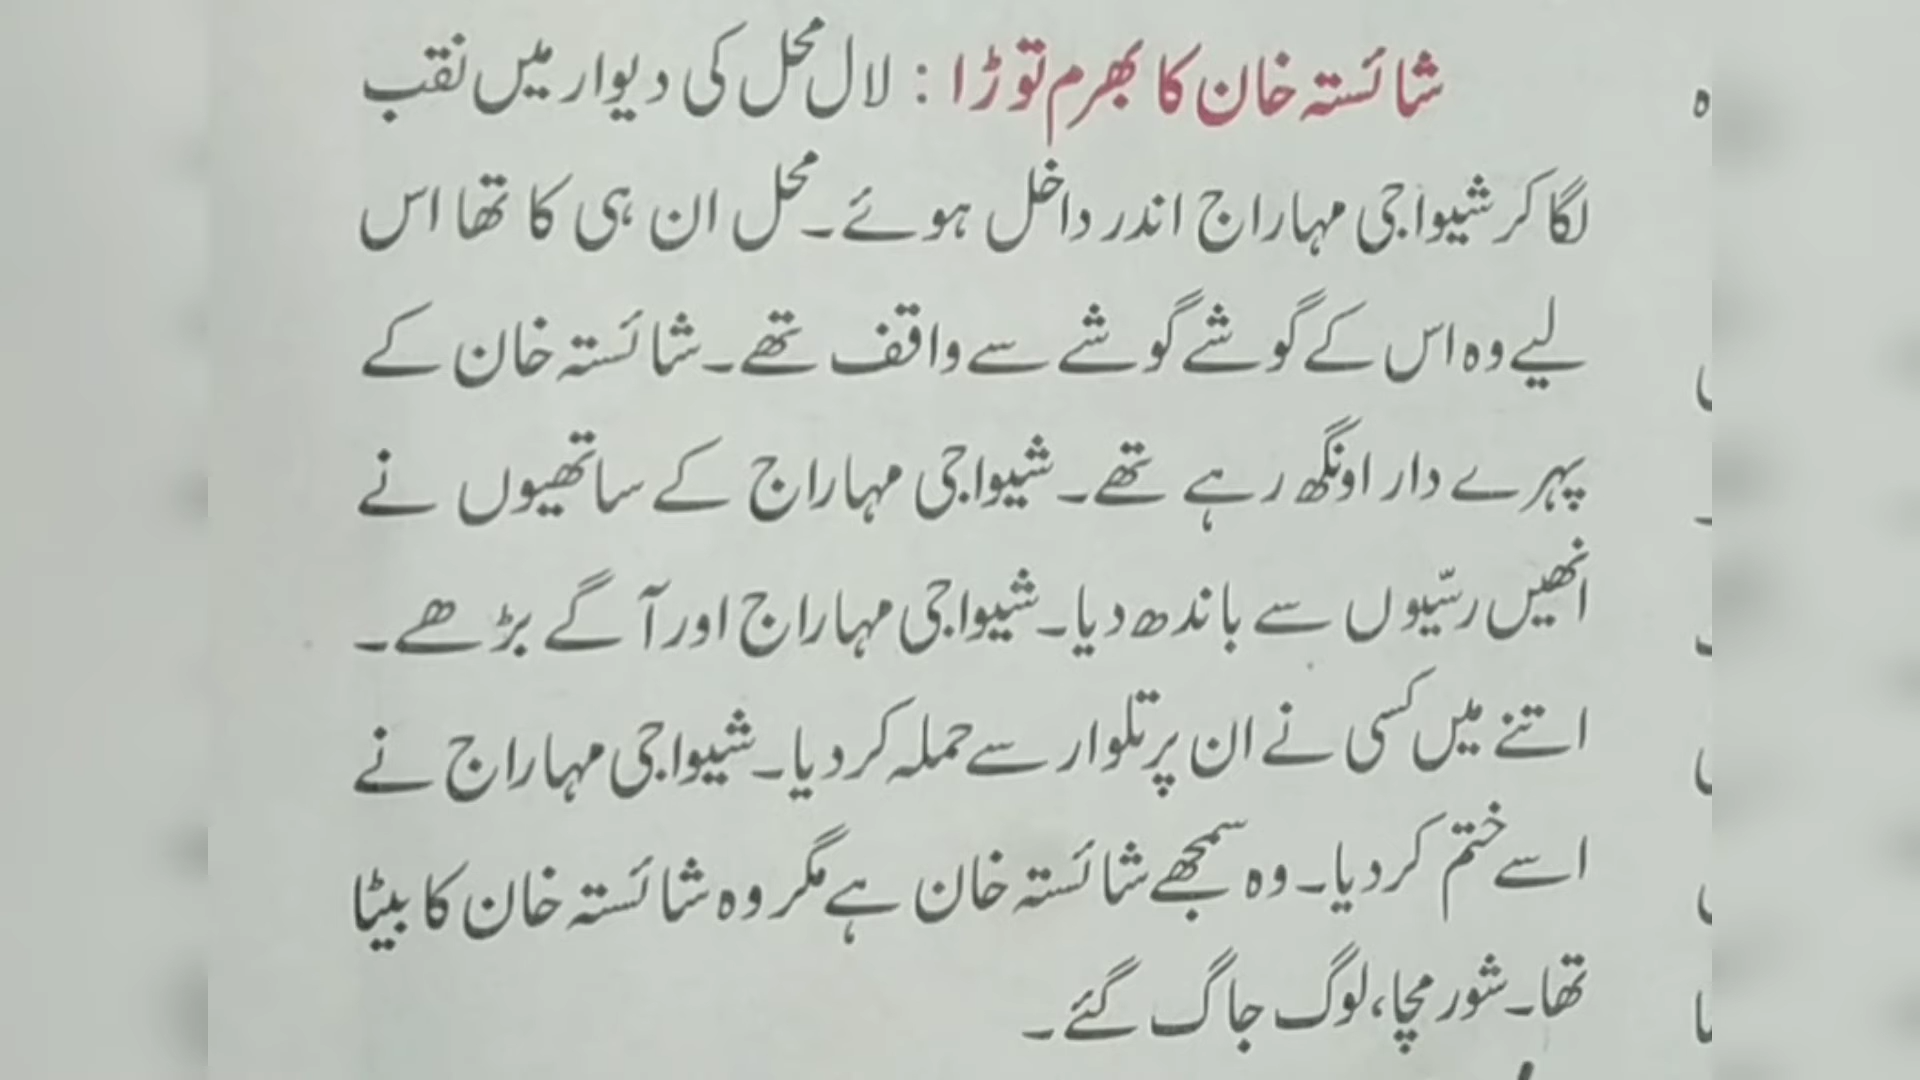 شائستہ خان کا بھرم توڑا : لال محل کی دیوار میں نقب
لگا کر شیواجی مہاراج اندر داخل ہوئے۔ محل ان ہی کا تھا اس
لیے وہ اس کے گوشے گوشے سے واقف تھے۔ شائستہ خان کے
پہرے دار اونگھ رہے تھے۔ شیواجی مہاراج کے ساتھیوں نے
انھیں رسّیوں سے باندھ دیا۔ شیواجی مہاراج اور آگے بڑھے۔
اتنے میں کسی نے ان پر تلوار سے حملہ کر دیا۔ شیواجی مہاراج نے
اسے ختم کر دیا۔ وہ سمجھے شائستہ خان ہے مگر وہ شائستہ خان کا بیٹا
تھا۔ شور مچا، لوگ جاگ گئے۔